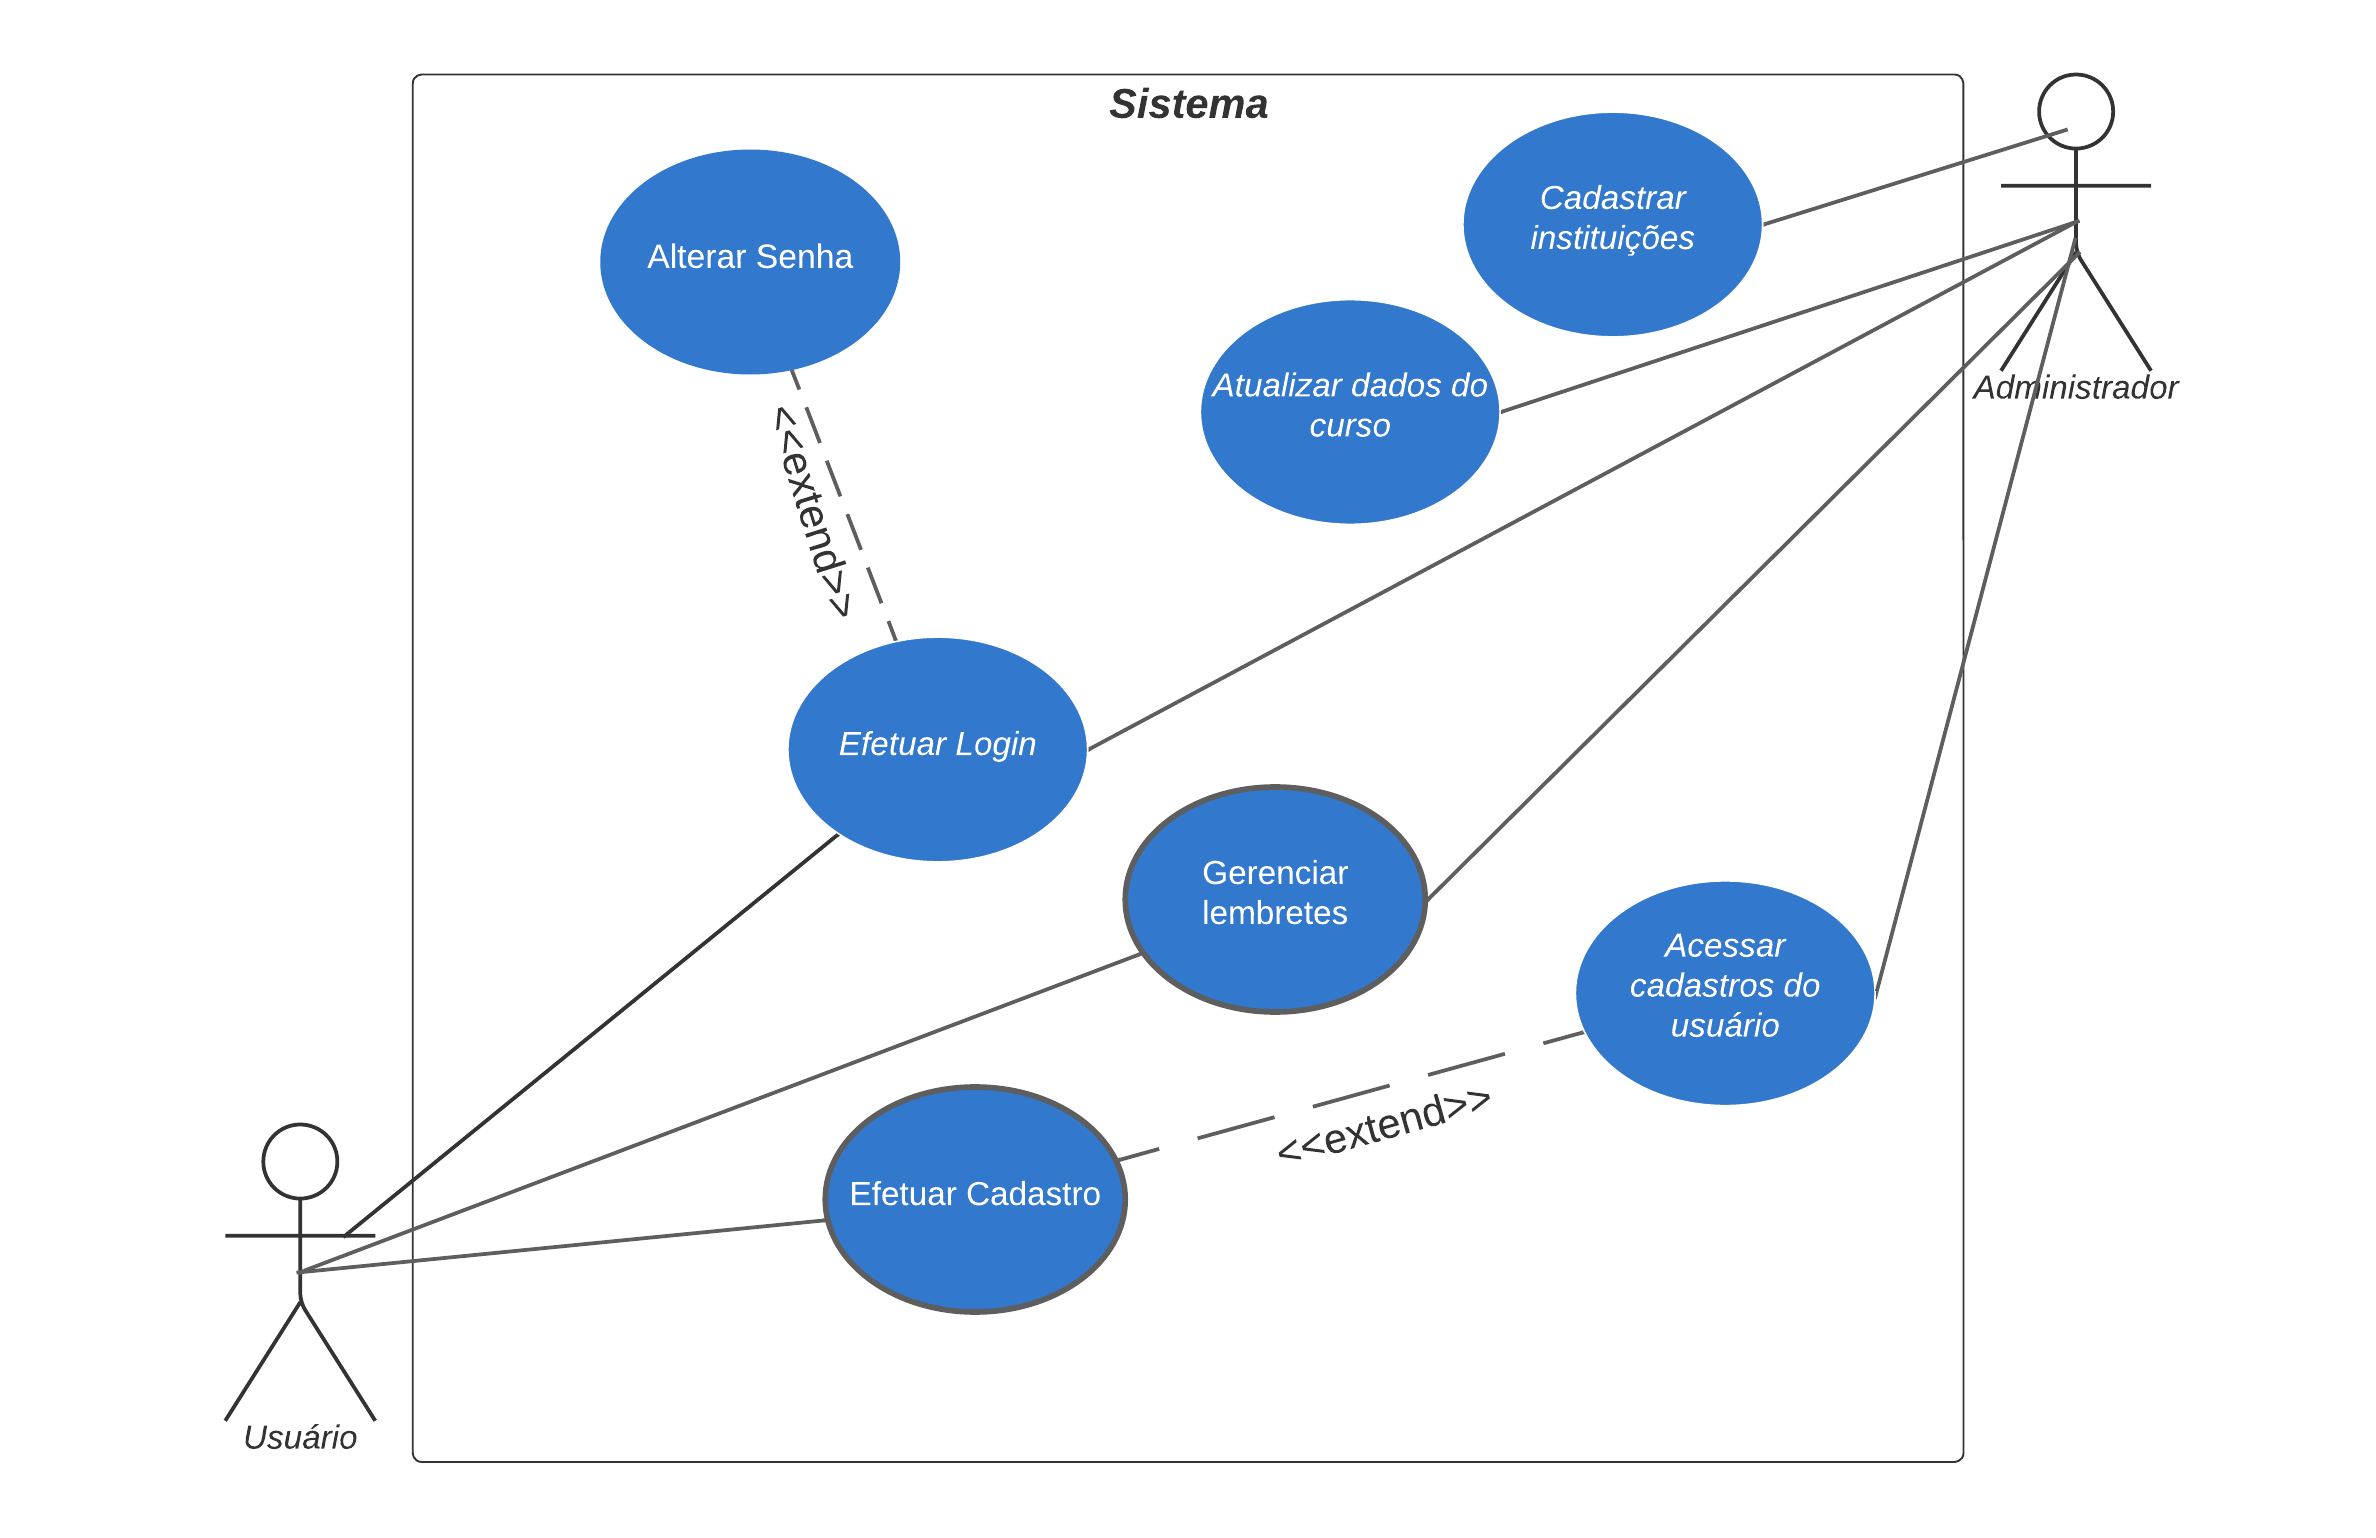 Sistema
Cadastrar
instituições
Alterar Senha
Atualizar dados do
curso
Administrador
<<extend>>
Efetuar Login
Gerenciar
lembretes
Acessar
cadastros do
usuário
<<extend>>
Efetuar Cadastro
Usuário